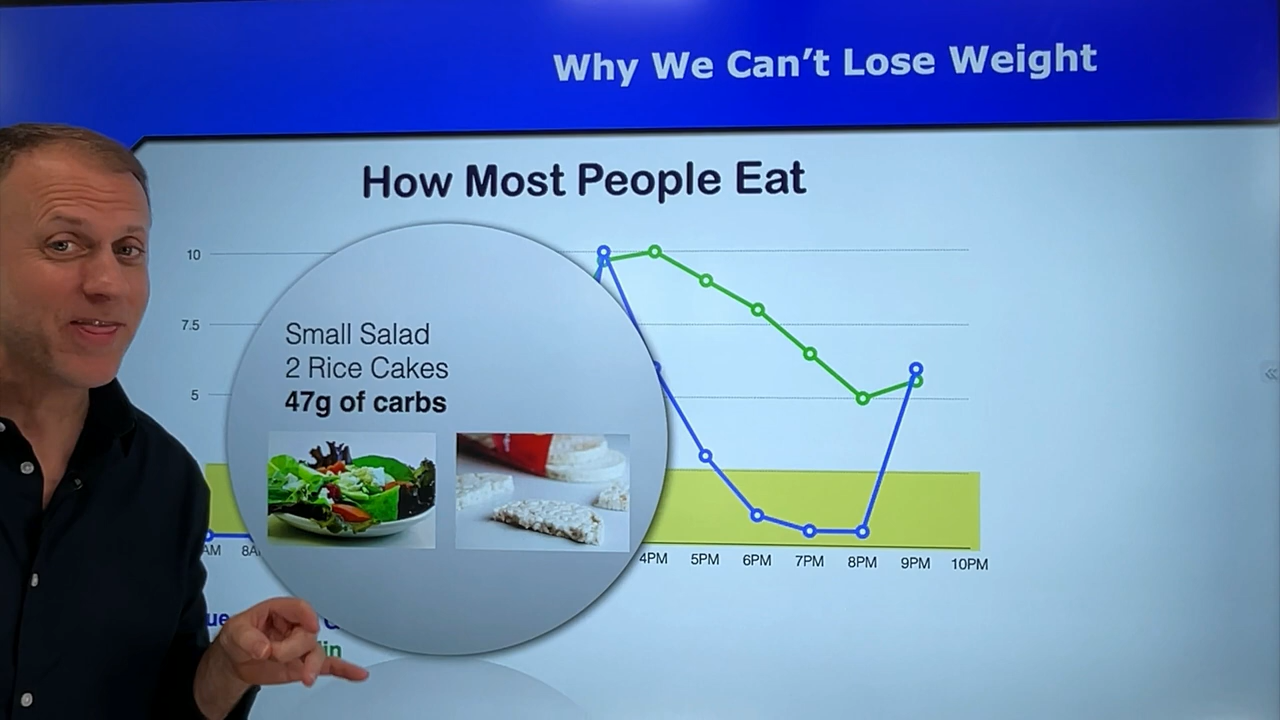 Why We Can't Lose Weight
How Most People Eat
10
7.5
5
Small Salad
2 Rice Cakes
47g of carbs
4PM 5PM 6PM 7PM 8PM 9PM 10PM